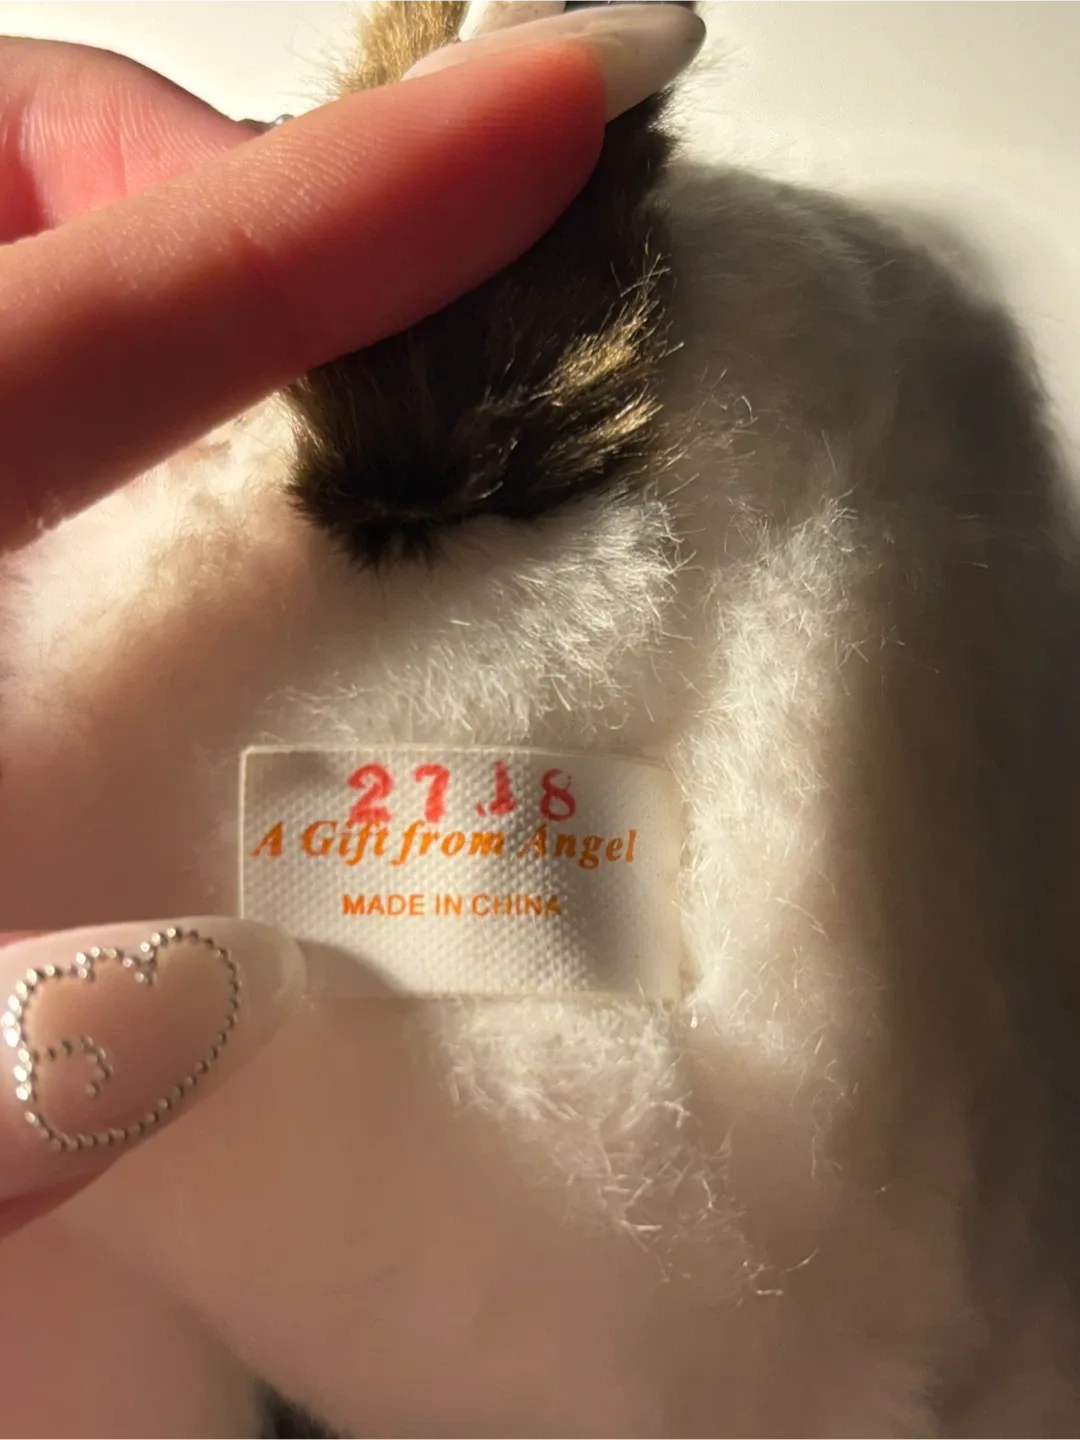 2718
A Gift from Angel
MADE IN CHINA